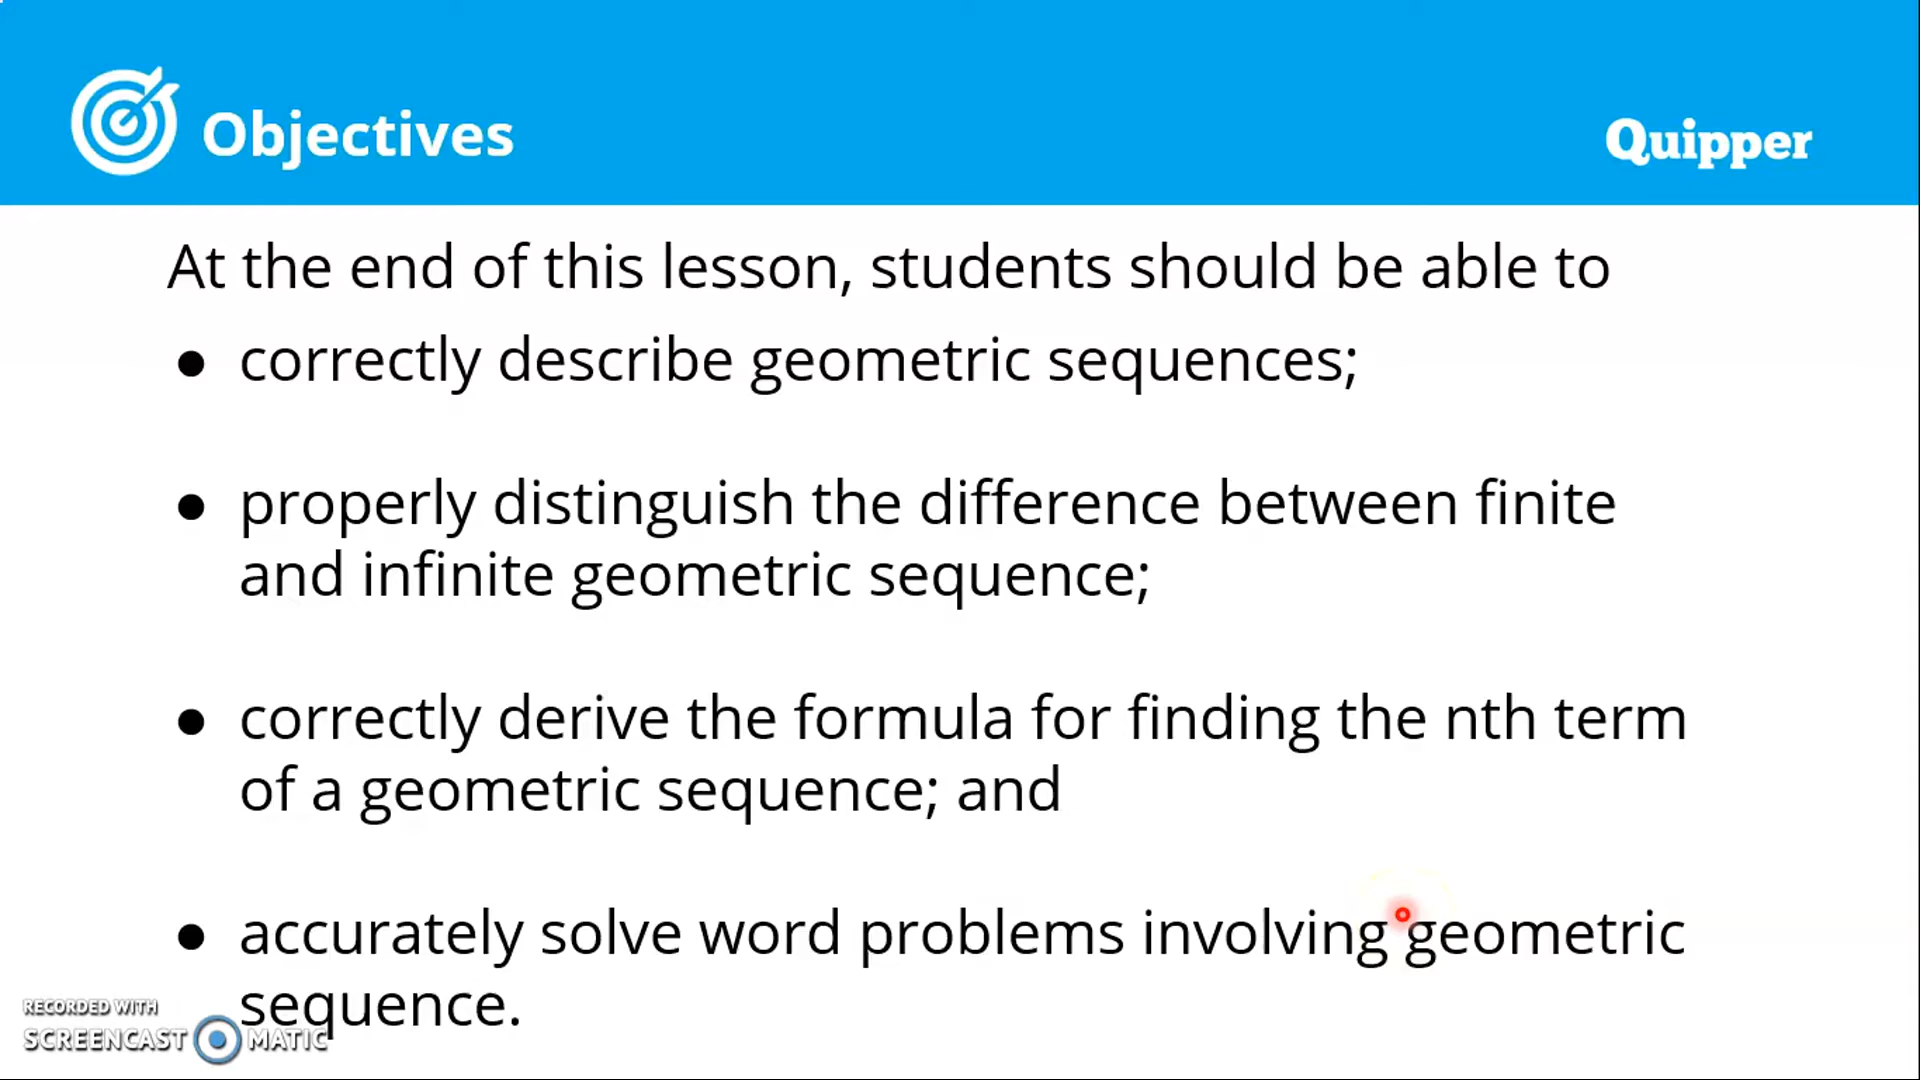 Objectives
Quipper
At the end of this lesson, students should be able to
● correctly describe geometric sequences;
● properly distinguish the difference between finite
and infinite geometric sequence;
● correctly derive the formula for finding the nth term
of a geometric sequence; and
● accurately solve word problems involving geometric
sequence.
RECORDED WITH
SCREENCAST MATIC